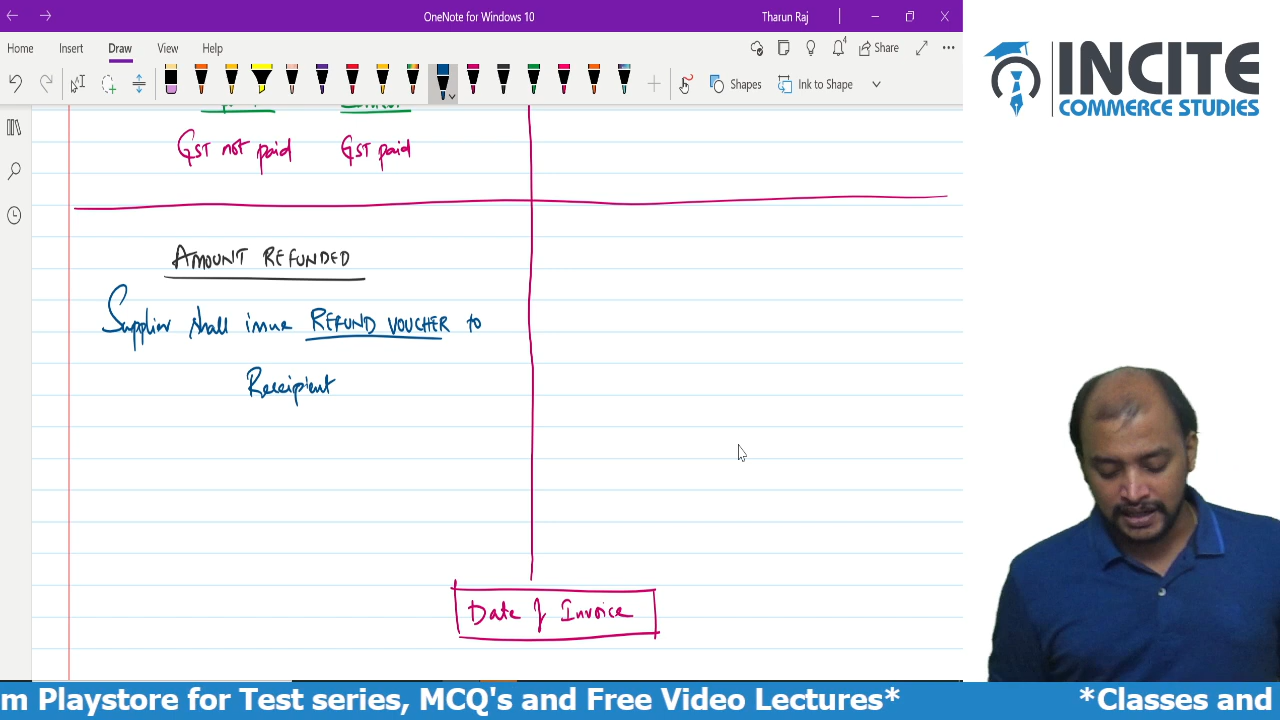 OneNote for Windows 10
Tharun Raj
Home Insert Draw View Help
4 Share
Shapes Ink to Shape
GST not paid GST paid
AMOUNT REFUNDED
Supplier shall issue REFUND VOUCHER to
Recipient
Date of Invoice
INCITE
COMMERCE STUDIES
m Playstore for Test series, MCQ's and Free Video Lectures* *Classes and